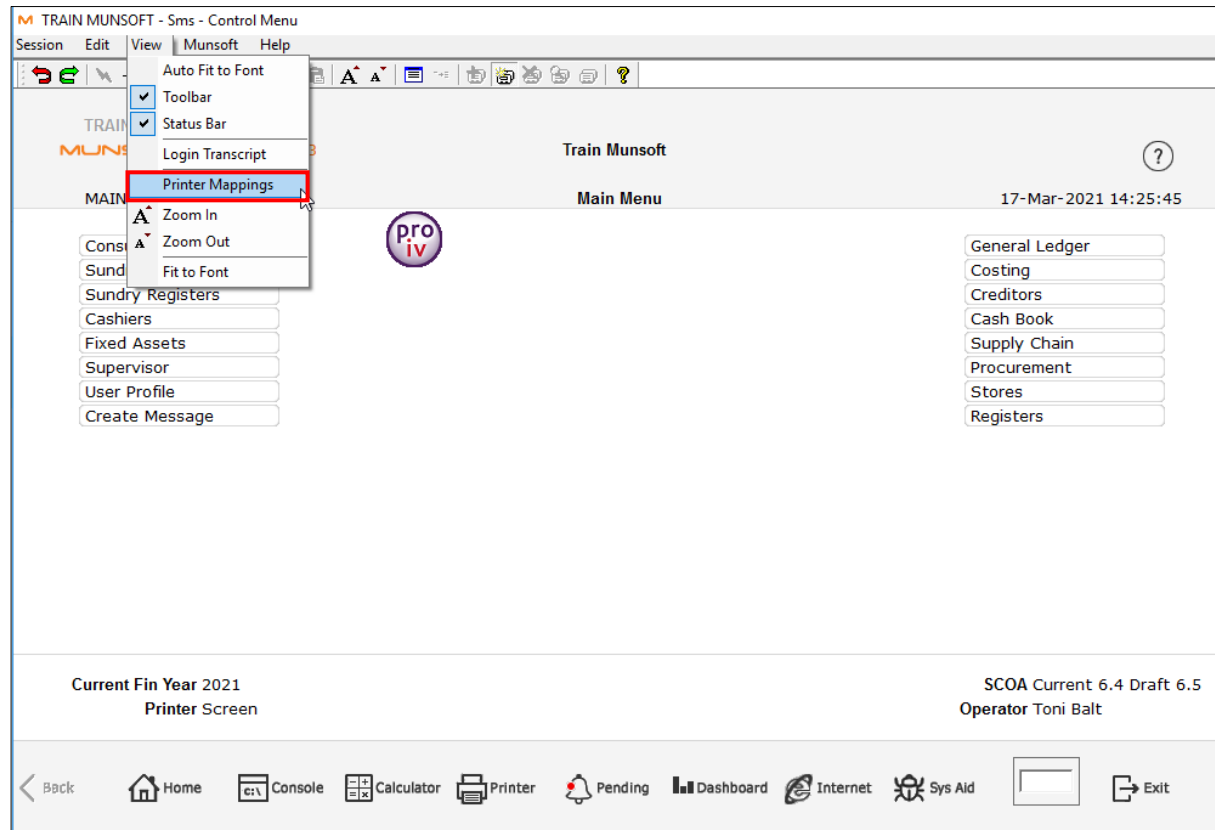 TRAIN MUNSOFT - Sms - Control Menu
Session Edit View Munsoft Help
Auto Fit to Font
Toolbar
Status Bar
Login Transcript
Printer Mappings
Zoom In
Zoom Out
Fit to Font
Train Munsoft
MAIN Main Menu 17-Mar-2021 14:25:45
pro
iv
Sundry Registers
Cashiers
Fixed Assets
Supervisor
User Profile
Create Message
General Ledger
Costing
Creditors
Cash Book
Supply Chain
Procurement
Stores
Registers
Current Fin Year 2021 SCOA Current 6.4 Draft 6.5
Printer Screen Operator Toni Balt
Back Home C:\ Console Calculator Printer Pending Dashboard Internet Sys Aid Exit